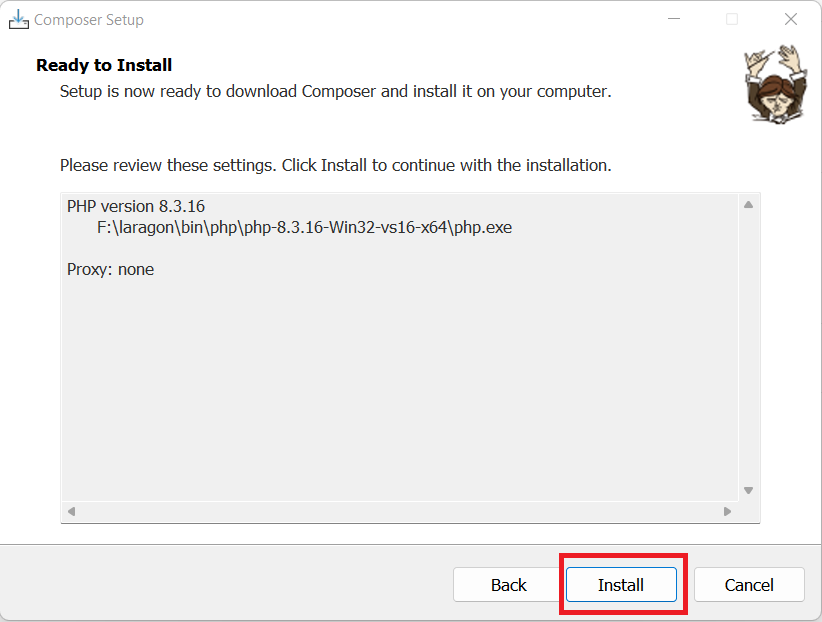 Composer Setup
Ready to Install
Setup is now ready to download Composer and install it on your computer.
Please review these settings. Click Install to continue with the installation.
PHP version 8.3.16
F:\laragon\bin\php\php-8.3.16-Win32-vs16-x64\php.exe
Proxy: none
Back
Install
Cancel